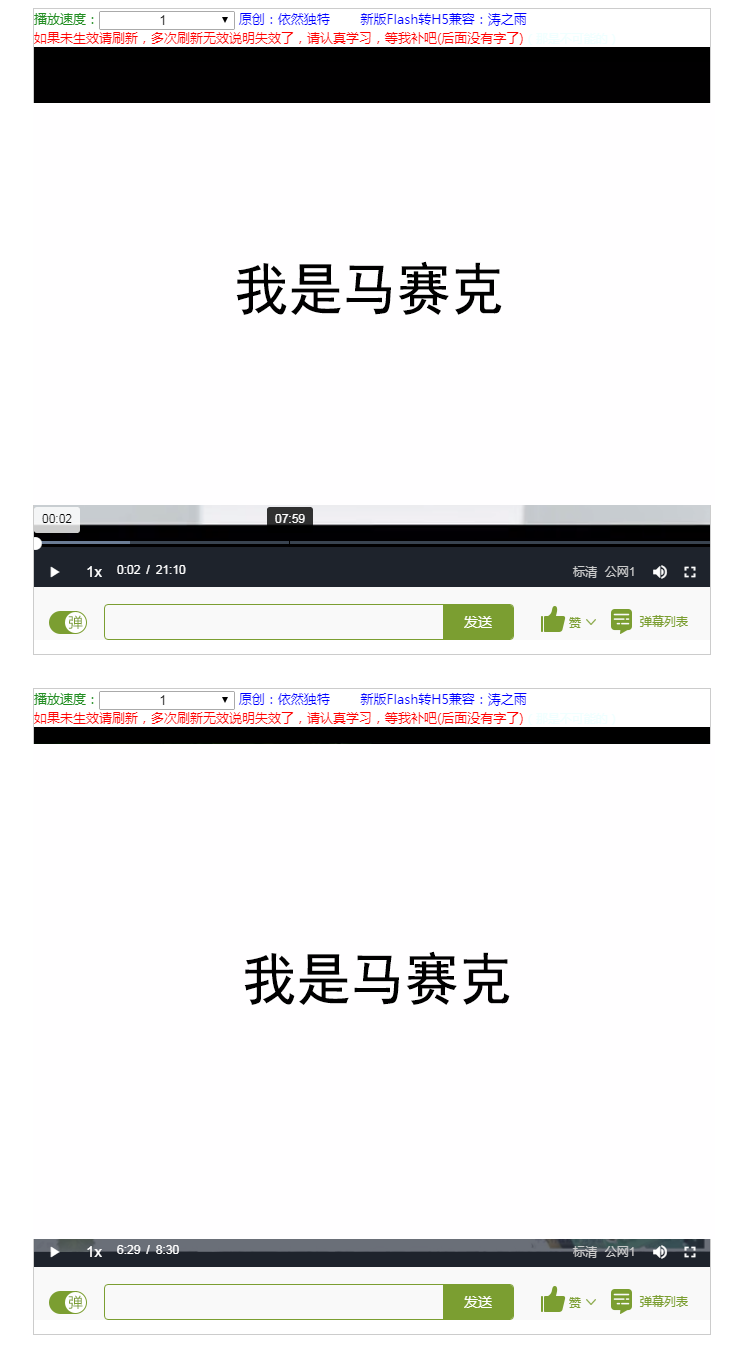 播放速度： 1 原创：依然独特 新版Flash转H5兼容：涛之雨
如果未生效请刷新，多次刷新无效说明失效了，请认真学习，等我补吧(后面没有字了)
我是马赛克
00:02 07:59
1x 0:02 / 21:10 标清 公网1
弹 发送 赞 弹幕列表
播放速度： 1 原创：依然独特 新版Flash转H5兼容：涛之雨
如果未生效请刷新，多次刷新无效说明失效了，请认真学习，等我补吧(后面没有字了)
我是马赛克
1x 6:29 / 8:30 标清 公网1
弹 发送 赞 弹幕列表